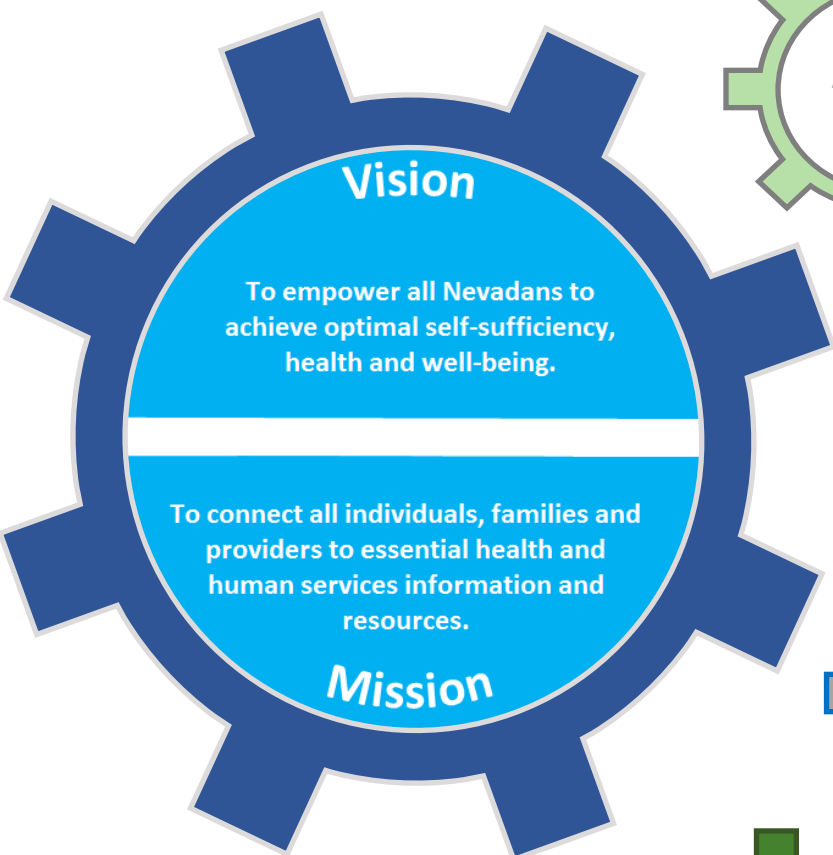 Vision
To empower all Nevadans to
achieve optimal self-sufficiency,
health and well-being.
To connect all individuals, families and
providers to essential health and
human services information and
resources.
Mission